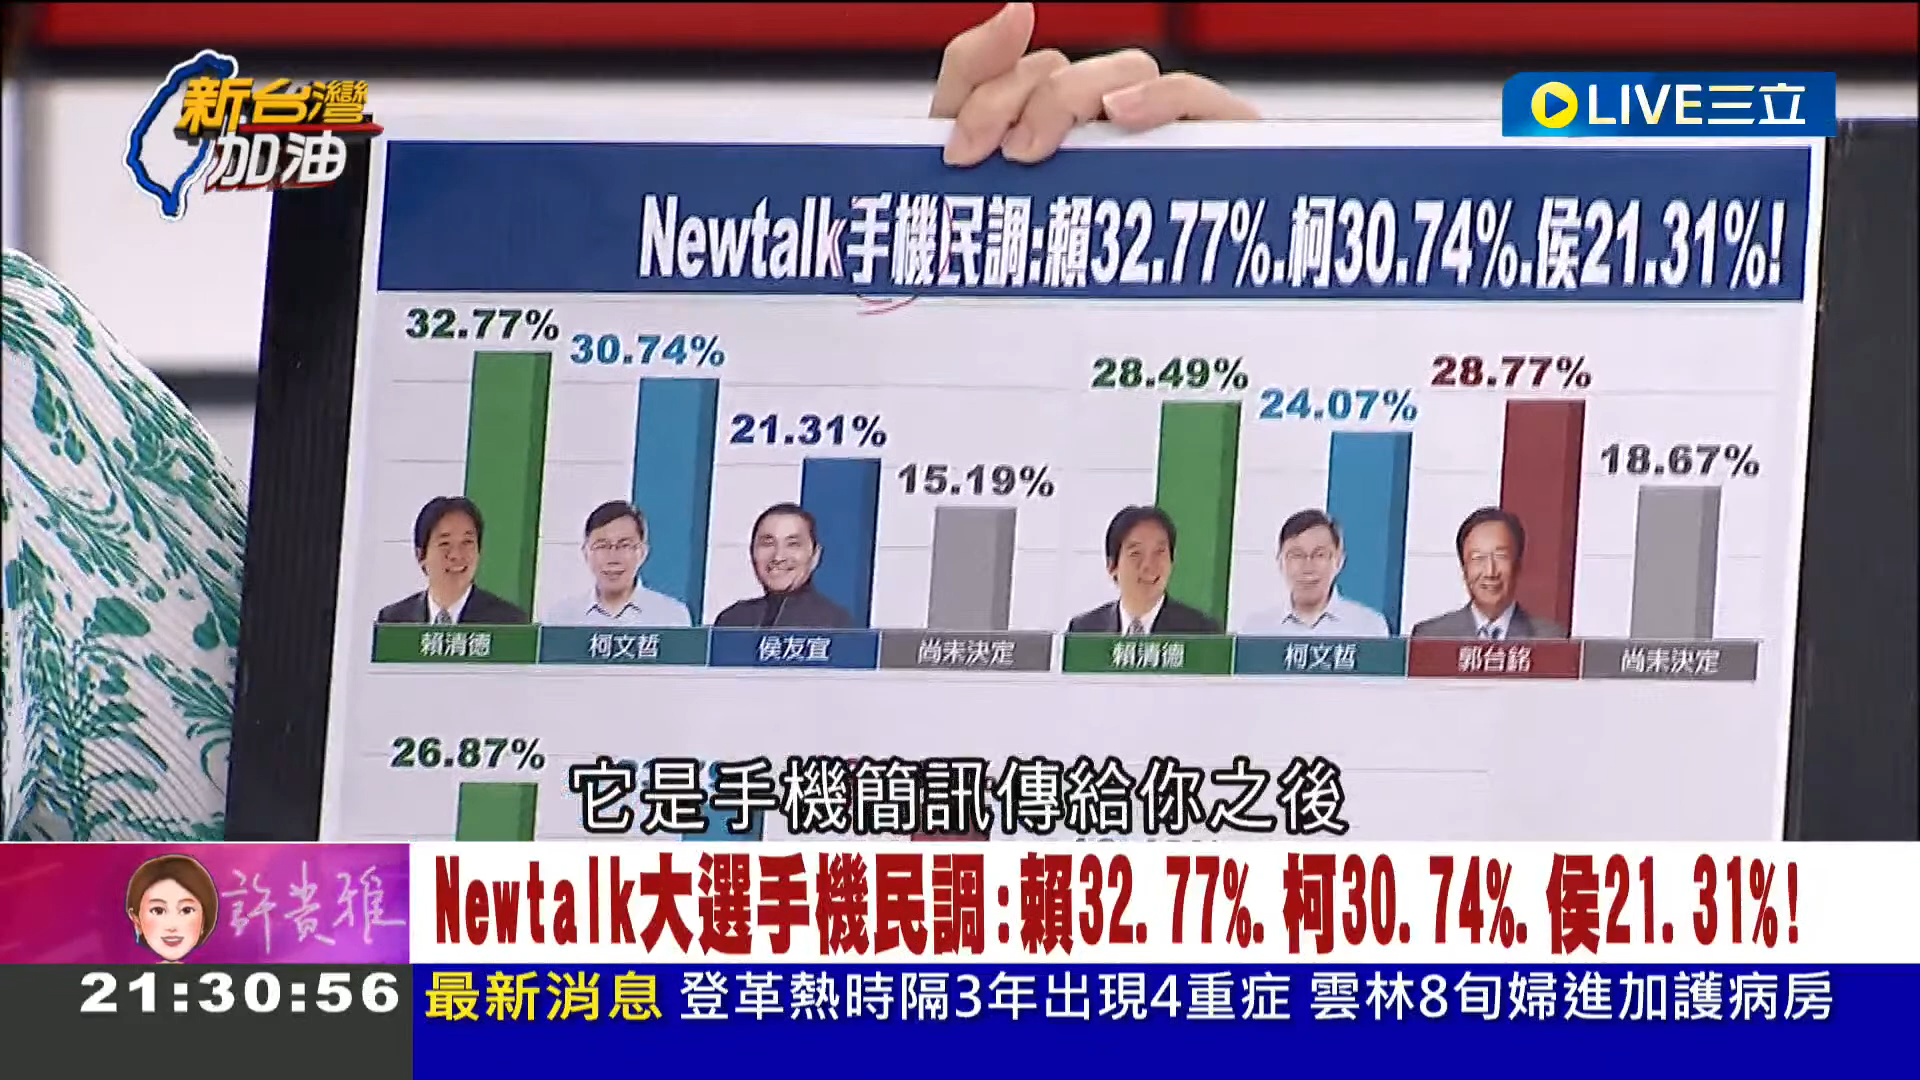 新台灣
加油
LIVE三立
Newtalk手機民調:賴32.77%.柯30.74%.侯21.31%!
32.77% 30.74% 21.31% 15.19%
28.49% 24.07% 28.77% 18.67%
賴清德 柯文哲 侯友宜 尚未決定
賴清德 柯文哲 郭台銘 尚未決定
26.87%
它是手機簡訊傳給你之後
許貴雅
Newtalk大選手機民調:賴32.77%.柯30.74%.侯21.31%!
21:30:56
最新消息 登革熱時隔3年出現4重症 雲林8旬婦進加護病房